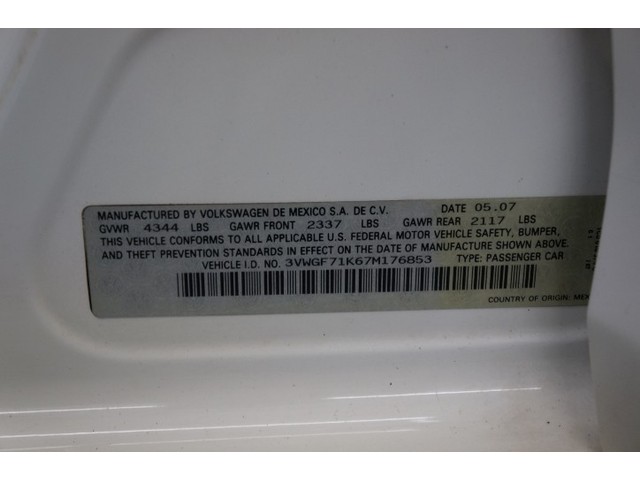 MANUFACTURED BY VOLKSWAGEN DE MEXICO S.A. DE C.V. DATE 05.07
GVWR 4344 LBS GAWR FRONT 2337 LBS GAWR REAR 2117 LBS
THIS VEHICLE CONFORMS TO ALL APPLICABLE U.S. FEDERAL MOTOR VEHICLE SAFETY, BUMPER,
AND THEFT PREVENTION STANDARDS IN EFFECT ON THE DATE OF MANUFACTURE SHOWN ABOVE.
VEHICLE I.D. NO. 3VWGF71K67M176853 TYPE: PASSENGER CAR
COUNTRY OF ORIGIN: MEX